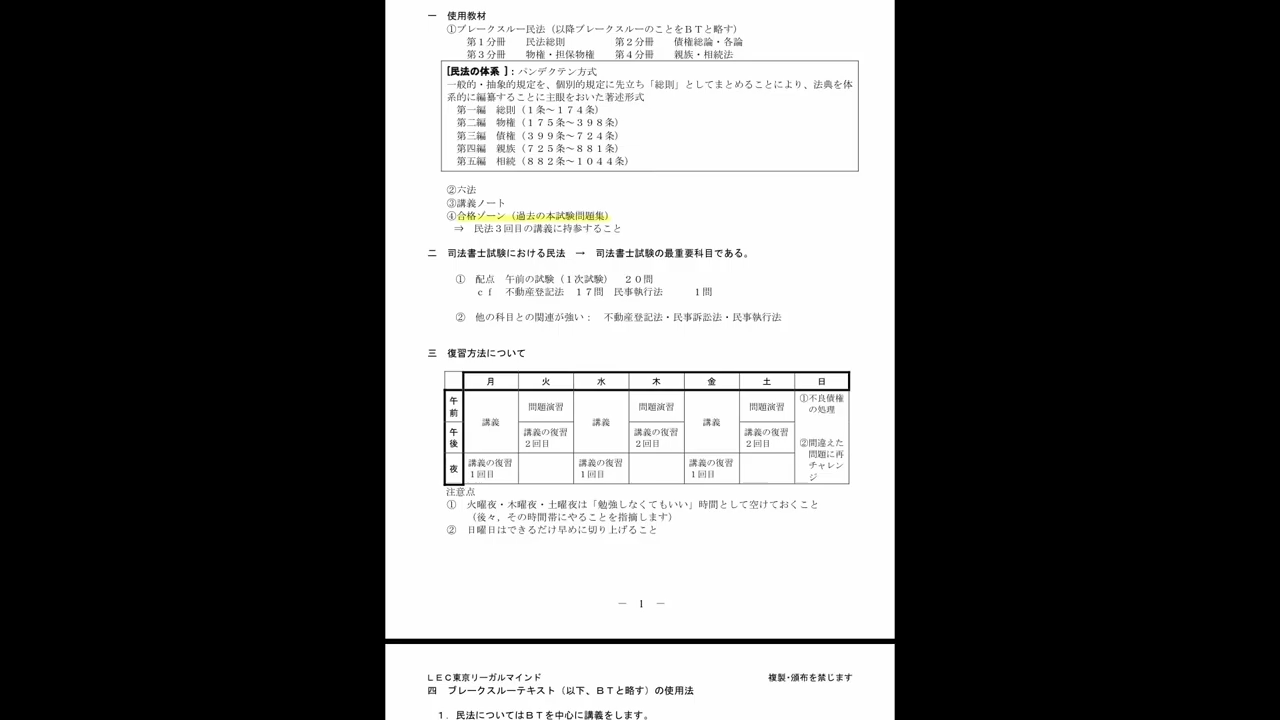 一　使用教材
①ブレークスルー民法（以降ブレークスルーのことをＢＴと略す）
第１分冊　民法総則　第２分冊　債権総論・各論
第３分冊　物権・担保物権　第４分冊　親族・相続法
[民法の体系 ]：パンデクテン方式
一般的・抽象的規定を、個別的規定に先立ち「総則」としてまとめることにより、法典を体
系的に編纂することに主眼をおいた著述形式
第一編　総則（１条～１７４条）
第二編　物権（１７５条～３９８条）
第三編　債権（３９９条～７２４条）
第四編　親族（７２５条～８８１条）
第五編　相続（８８２条～１０４４条）
②六法
③講義ノート
④合格ゾーン（過去の本試験問題集）
⇒　民法３回目の講義に持参すること
二　司法書士試験における民法　→　司法書士試験の最重要科目である。
①　配点　午前の試験（１次試験）　２０問
ｃｆ　不動産登記法　１７問　民事執行法　１問
②　他の科目との関連が強い：　不動産登記法・民事訴訟法・民事執行法
三　復習方法について
月　火　水　木　金　土　日
午前　講義　問題演習　講義　問題演習　講義　問題演習　①不良債権の処理
午後　講義の復習２回目　講義の復習２回目　講義の復習２回目　②間違えた問題に再チャレンジ
夜　講義の復習１回目　講義の復習１回目　講義の復習１回目
注意点
①　火曜夜・木曜夜・土曜夜は「勉強しなくてもいい」時間として空けておくこと
（後々，その時間帯にやることを指摘します）
②　日曜日はできるだけ早めに切り上げること
－　1　－
ＬＥＣ東京リーガルマインド　複製・頒布を禁じます
四　ブレークスルーテキスト（以下、ＢＴと略す）の使用法
１．民法についてはＢＴを中心に講義をします。